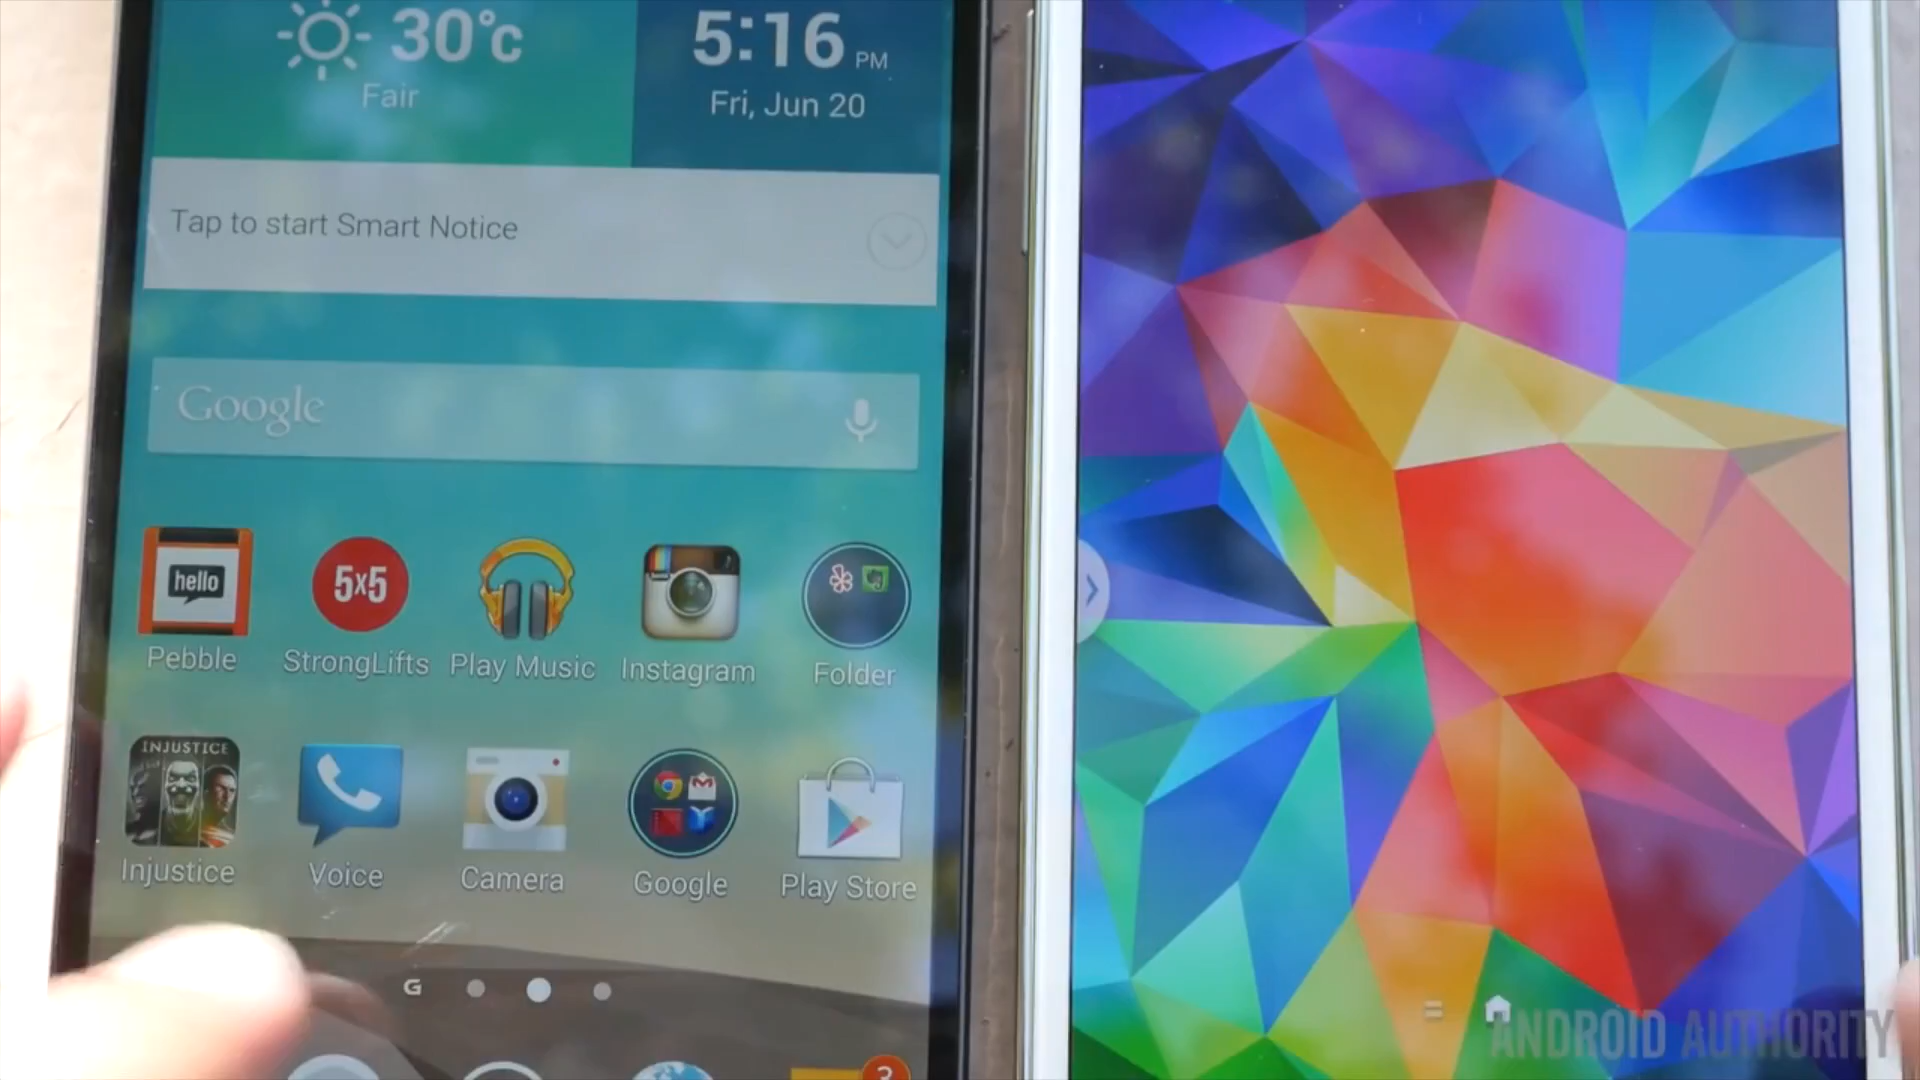 30°c
Fair
5:16 PM
Fri, Jun 20
Tap to start Smart Notice
Google
hello
5x5
Pebble
StrongLifts
Play Music
Instagram
Folder
INJUSTICE
Injustice
Voice
Camera
Google
Play Store
G
3
ANDROID AUTHORITY